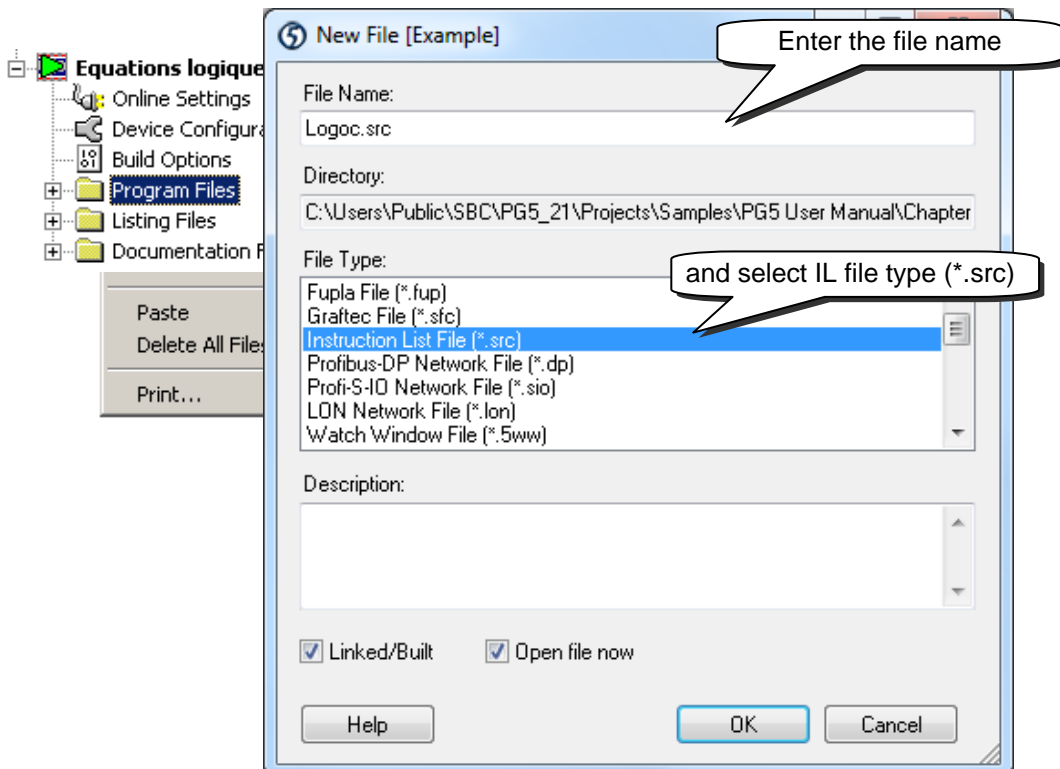 Equations logique
Online Settings
Device Configura
Build Options
Program Files
Listing Files
Documentation F
Paste
Delete All Files
Print...
New File [Example]
Enter the file name
File Name:
Logoc.src
Directory:
C:\Users\Public\SBC\PG5_21\Projects\Samples\PG5 User Manual\Chapter
File Type:
and select IL file type (*.src)
Fupla File (*.fup)
Graftec File (*.sfc)
Instruction List File (*.src)
Profibus-DP Network File (*.dp)
Profi-S-IO Network File (*.sio)
LON Network File (*.lon)
Watch Window File (*.5ww)
Description:
Linked/Built
Open file now
Help
OK
Cancel